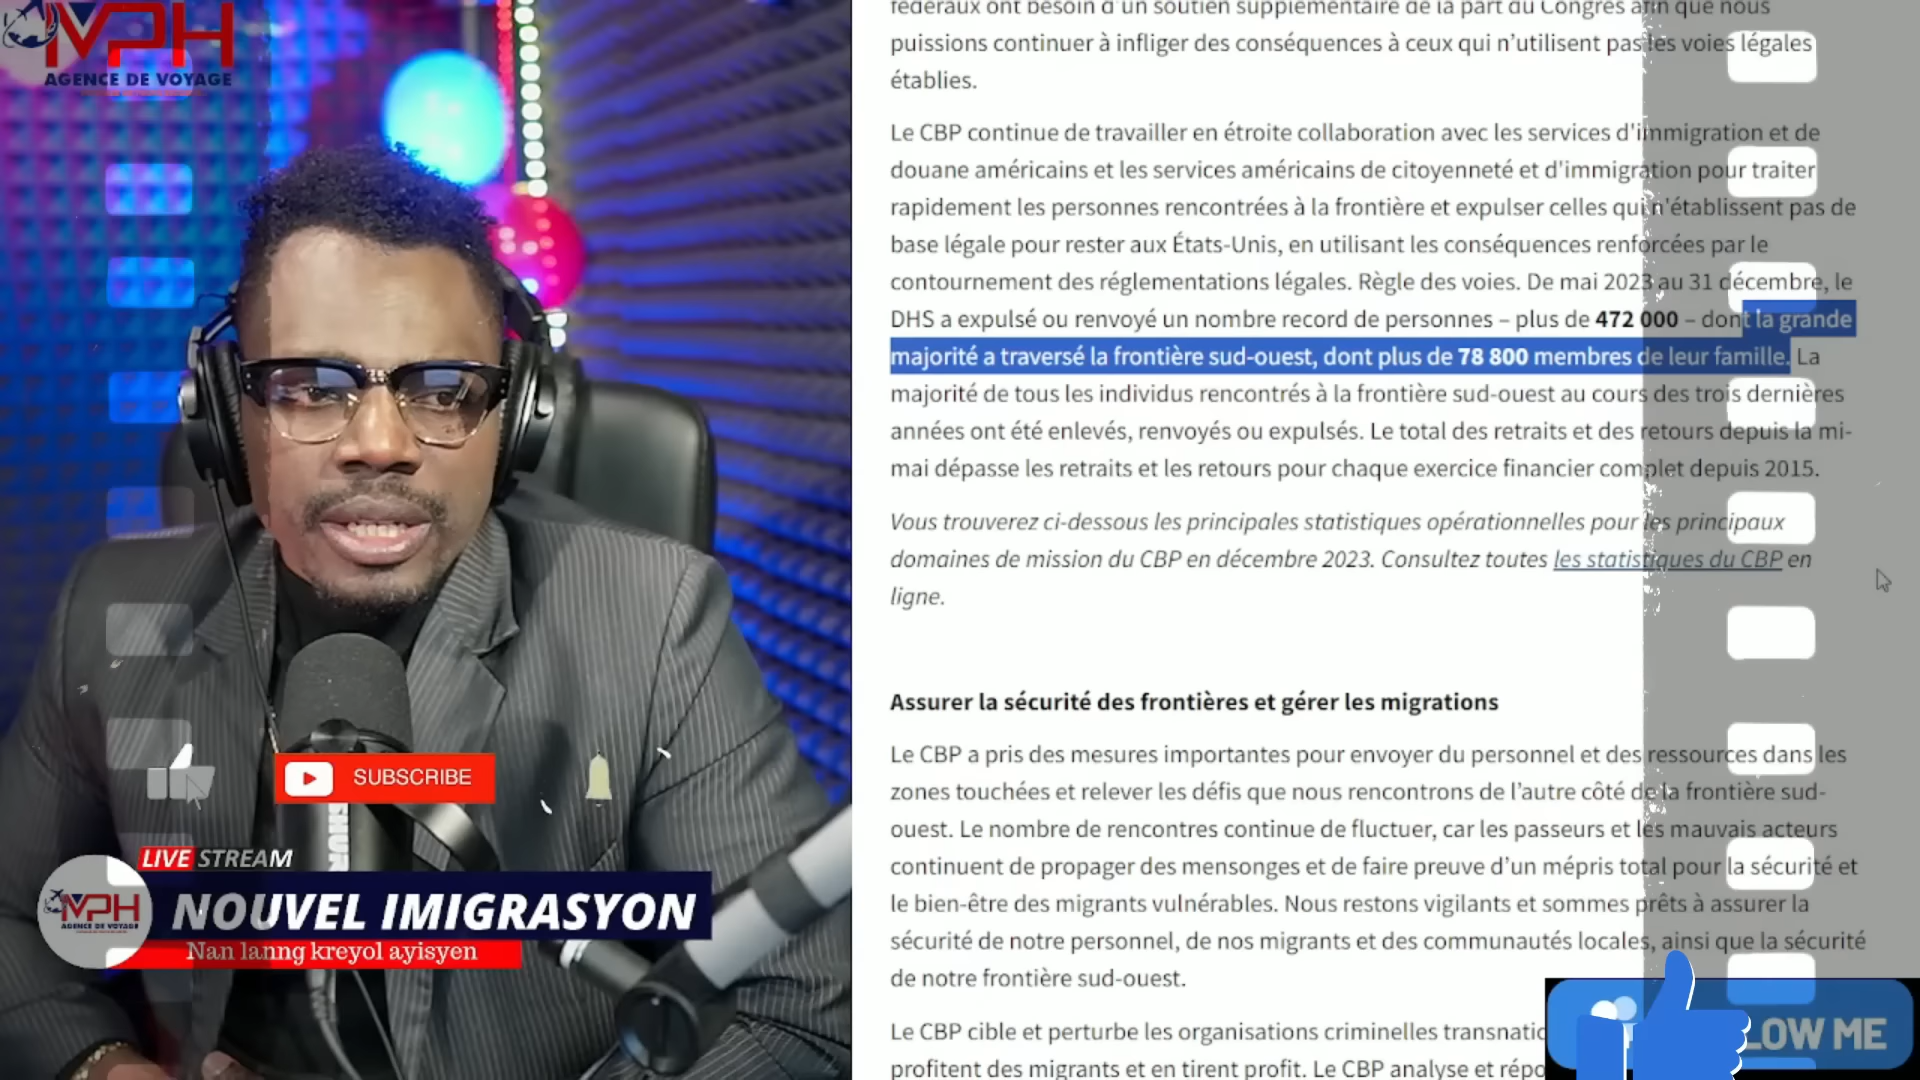 MPH
AGENCE DE VOYAGE
SUBSCRIBE
LIVE STREAM
MPH
AGENCE DE VOYAGE
NOUVEL IMIGRASYON
Nan lanng kreyol ayisyen
fédéraux ont besoin d'un soutien supplémentaire de la part du Congrès afin que nous
puissions continuer à infliger des conséquences à ceux qui n'utilisent pas les voies légales
établies.
Le CBP continue de travailler en étroite collaboration avec les services d'immigration et de
douane américains et les services américains de citoyenneté et d'immigration pour traiter
rapidement les personnes rencontrées à la frontière et expulser celles qui n'établissent pas de
base légale pour rester aux États-Unis, en utilisant les conséquences renforcées par le
contournement des réglementations légales. Règle des voies. De mai 2023 au 31 décembre, le
DHS a expulsé ou renvoyé un nombre record de personnes – plus de 472 000 – dont la grande
majorité a traversé la frontière sud-ouest, dont plus de 78 800 membres de leur famille. La
majorité de tous les individus rencontrés à la frontière sud-ouest au cours des trois dernières
années ont été enlevés, renvoyés ou expulsés. Le total des retraits et des retours depuis la mi-
mai dépasse les retraits et les retours pour chaque exercice financier complet depuis 2015.
Vous trouverez ci-dessous les principales statistiques opérationnelles pour les principaux
domaines de mission du CBP en décembre 2023. Consultez toutes les statistiques du CBP en
ligne.
Assurer la sécurité des frontières et gérer les migrations
Le CBP a pris des mesures importantes pour envoyer du personnel et des ressources dans les
zones touchées et relever les défis que nous rencontrons de l'autre côté de la frontière sud-
ouest. Le nombre de rencontres continue de fluctuer, car les passeurs et les mauvais acteurs
continuent de propager des mensonges et de faire preuve d'un mépris total pour la sécurité et
le bien-être des migrants vulnérables. Nous restons vigilants et sommes prêts à assurer la
sécurité de notre personnel, de nos migrants et des communautés locales, ainsi que la sécurité
de notre frontière sud-ouest.
Le CBP cible et perturbe les organisations criminelles transnatio
profitent des migrants et en tirent profit. Le CBP analyse et répo
LOW ME